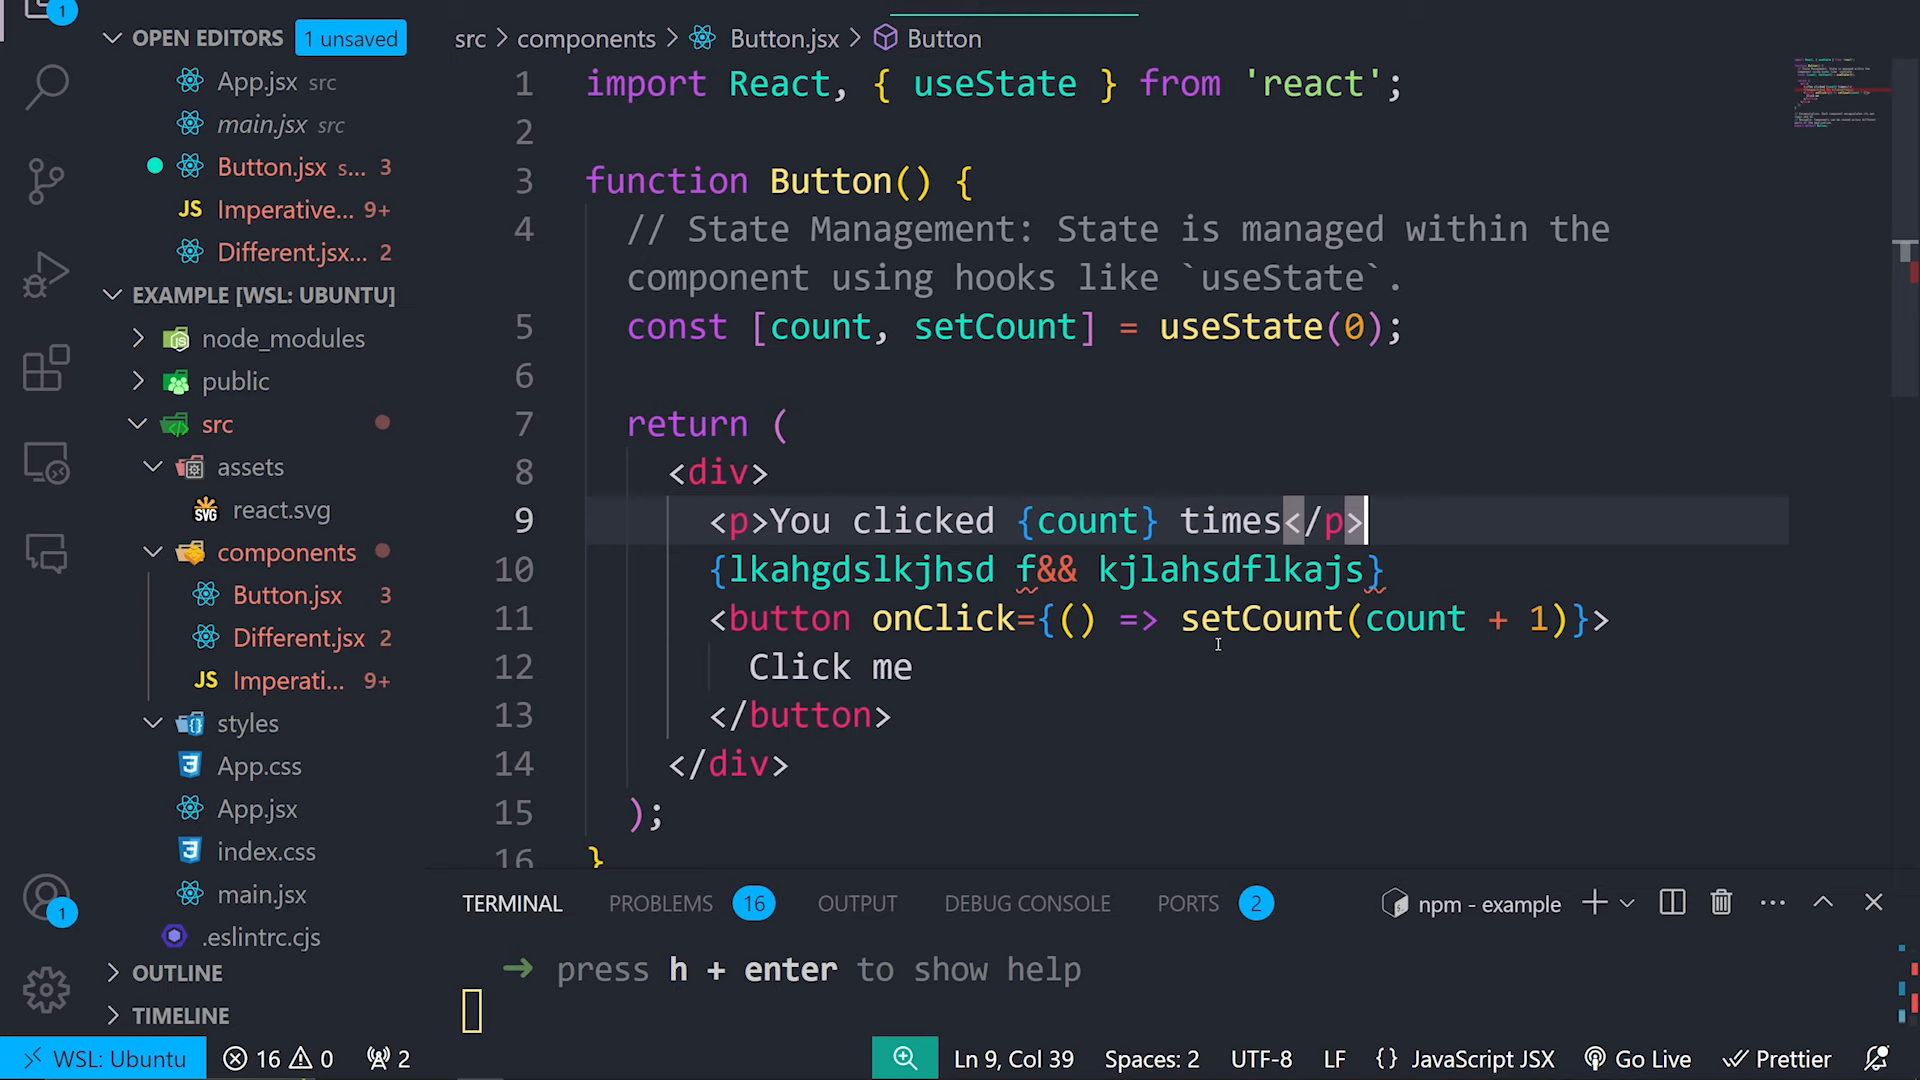 1
OPEN EDITORS 1 unsaved
App.jsx src
main.jsx src
Button.jsx s... 3
JS Imperative... 9+
Different.jsx... 2
EXAMPLE [WSL: UBUNTU]
node_modules
public
src
assets
SVG react.svg
components
Button.jsx 3
Different.jsx 2
JS Imperati... 9+
styles
App.css
App.jsx
index.css
main.jsx
.eslintrc.cjs
OUTLINE
TIMELINE
1
src > components > Button.jsx > Button
1 import React, { useState } from 'react';
2
3 function Button() {
4 // State Management: State is managed within the
component using hooks like `useState`.
5 const [count, setCount] = useState(0);
6
7 return (
8 <div>
9 <p>You clicked {count} times</p>
10 {lkahgdslkjhsd f&& kjlahsdflkajs}
11 <button onClick={() => setCount(count + 1)}>
12 Click me
13 </button>
14 </div>
15 );
16 }
TERMINAL PROBLEMS 16 OUTPUT DEBUG CONSOLE PORTS 2 npm - example
➜ press h + enter to show help
WSL: Ubuntu 16 0 2 Ln 9, Col 39 Spaces: 2 UTF-8 LF {} JavaScript JSX Go Live Prettier